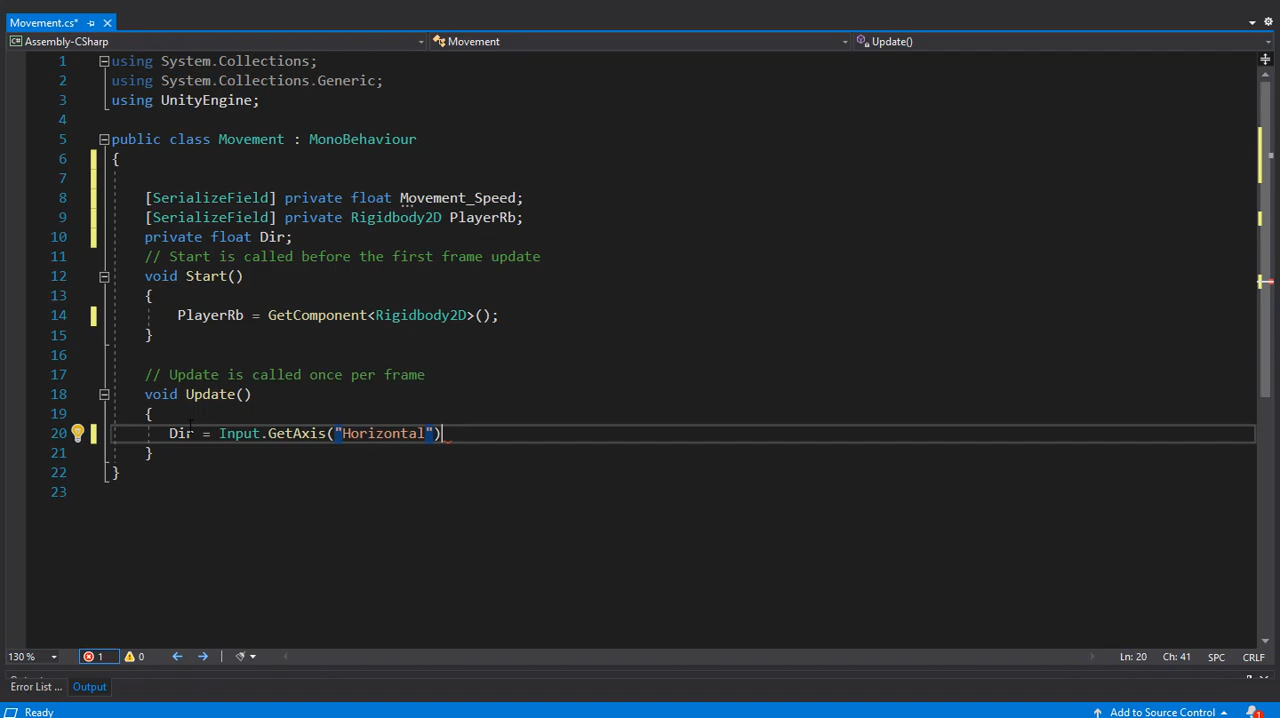 Movement.cs*
Assembly-CSharp Movement Update()
1 using System.Collections;
2 using System.Collections.Generic;
3 using UnityEngine;
4
5 public class Movement : MonoBehaviour
6 {
7
8 [SerializeField] private float Movement_Speed;
9 [SerializeField] private Rigidbody2D PlayerRb;
10 private float Dir;
11 // Start is called before the first frame update
12 void Start()
13 {
14 PlayerRb = GetComponent<Rigidbody2D>();
15 }
16
17 // Update is called once per frame
18 void Update()
19 {
20 Dir = Input.GetAxis("Horizontal")
21 }
22 }
23
130 % 1 0 Ln: 20 Ch: 41 SPC CRLF
Error List ... Output
Ready Add to Source Control 1